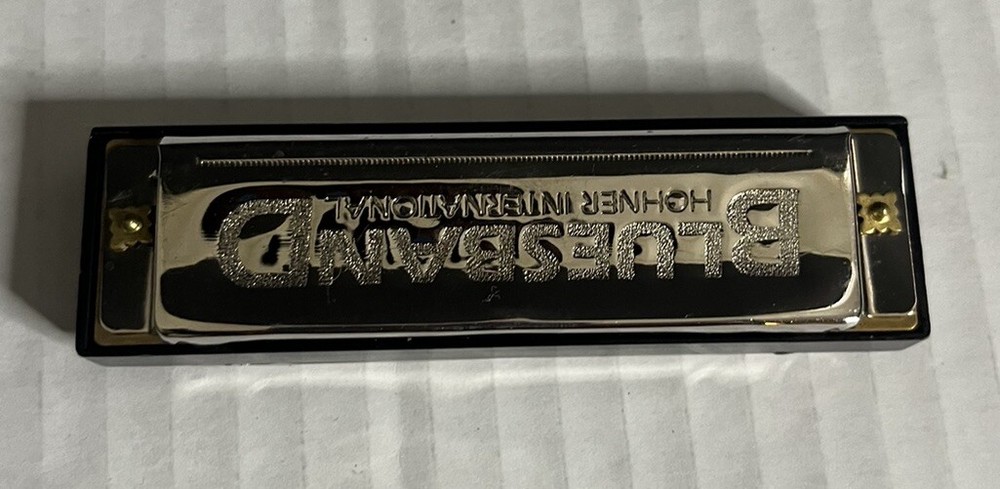 BLUESBAND
HOHNER INTERNATIONAL